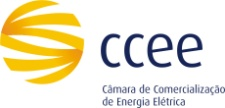 ccee
Câmara de Comercialização
de Energia Elétrica